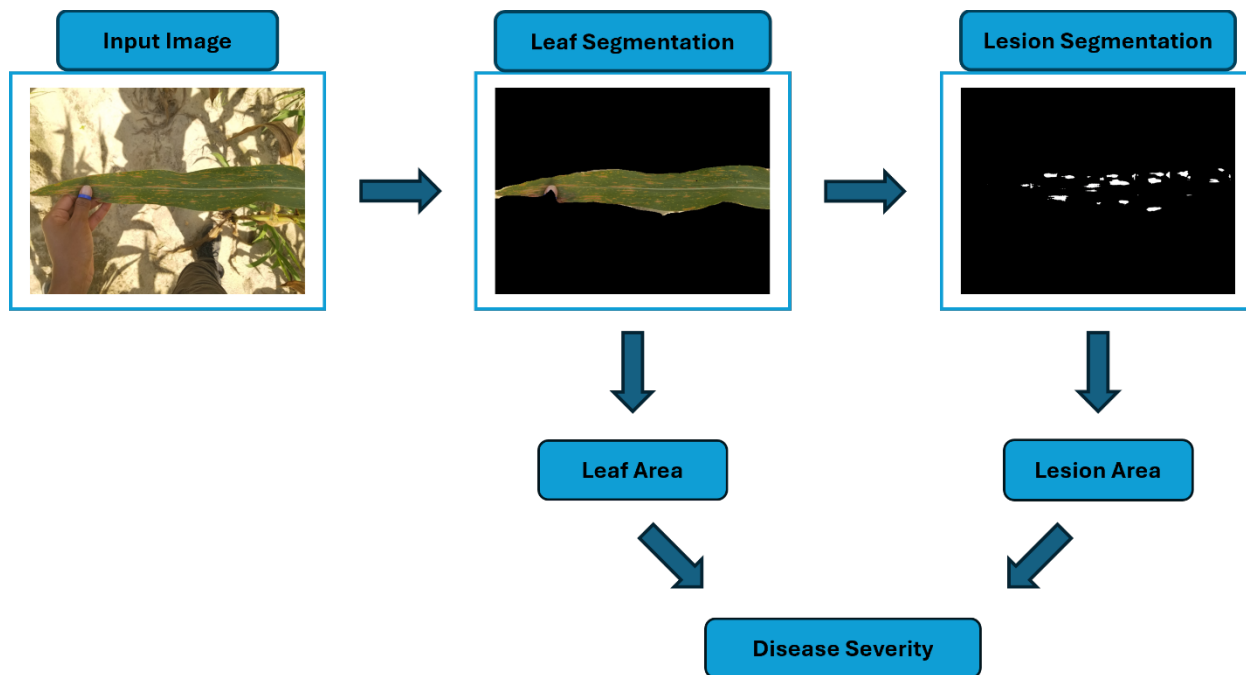 Input Image
Leaf Segmentation
Lesion Segmentation
Leaf Area
Lesion Area
Disease Severity